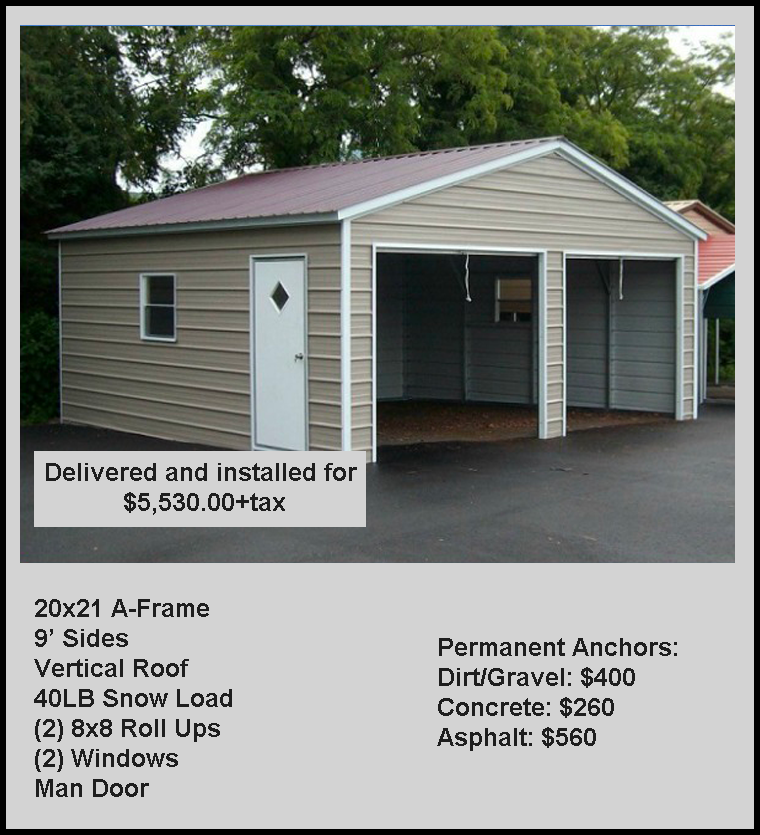 Delivered and installed for
$5,530.00+tax
20x21 A-Frame
9’ Sides
Vertical Roof
40LB Snow Load
(2) 8x8 Roll Ups
(2) Windows
Man Door
Permanent Anchors:
Dirt/Gravel: $400
Concrete: $260
Asphalt: $560